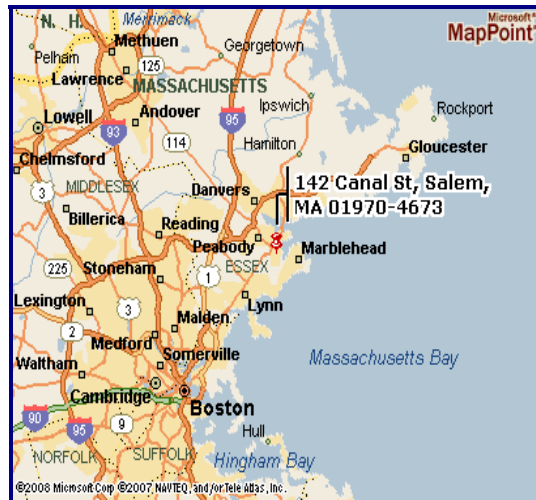 N. H.
Merrimack
Microsoft®
MapPoint®
Methuen
Georgetown
Pelham
Lawrence
125
MASSACHUSETTS
Ipswich
Rockport
Lowell
Andover
95
93
114
Hamilton
Gloucester
Chelmsford
3
MIDDLESEX
Danvers
142 Canal St, Salem,
MA 01970-4673
Billerica
Reading
Peabody
Marblehead
225
Stoneham
1
ESSEX
Lexington
3
Lynn
2
Malden
Medford
Somerville
Massachusetts Bay
Waltham
Cambridge
Boston
90
95
9
Hull
NORFOLK
SUFFOLK
Hingham Bay
©2008 Microsoft Corp ©2007 NAVTEQ, and/or Tele Atlas, Inc.